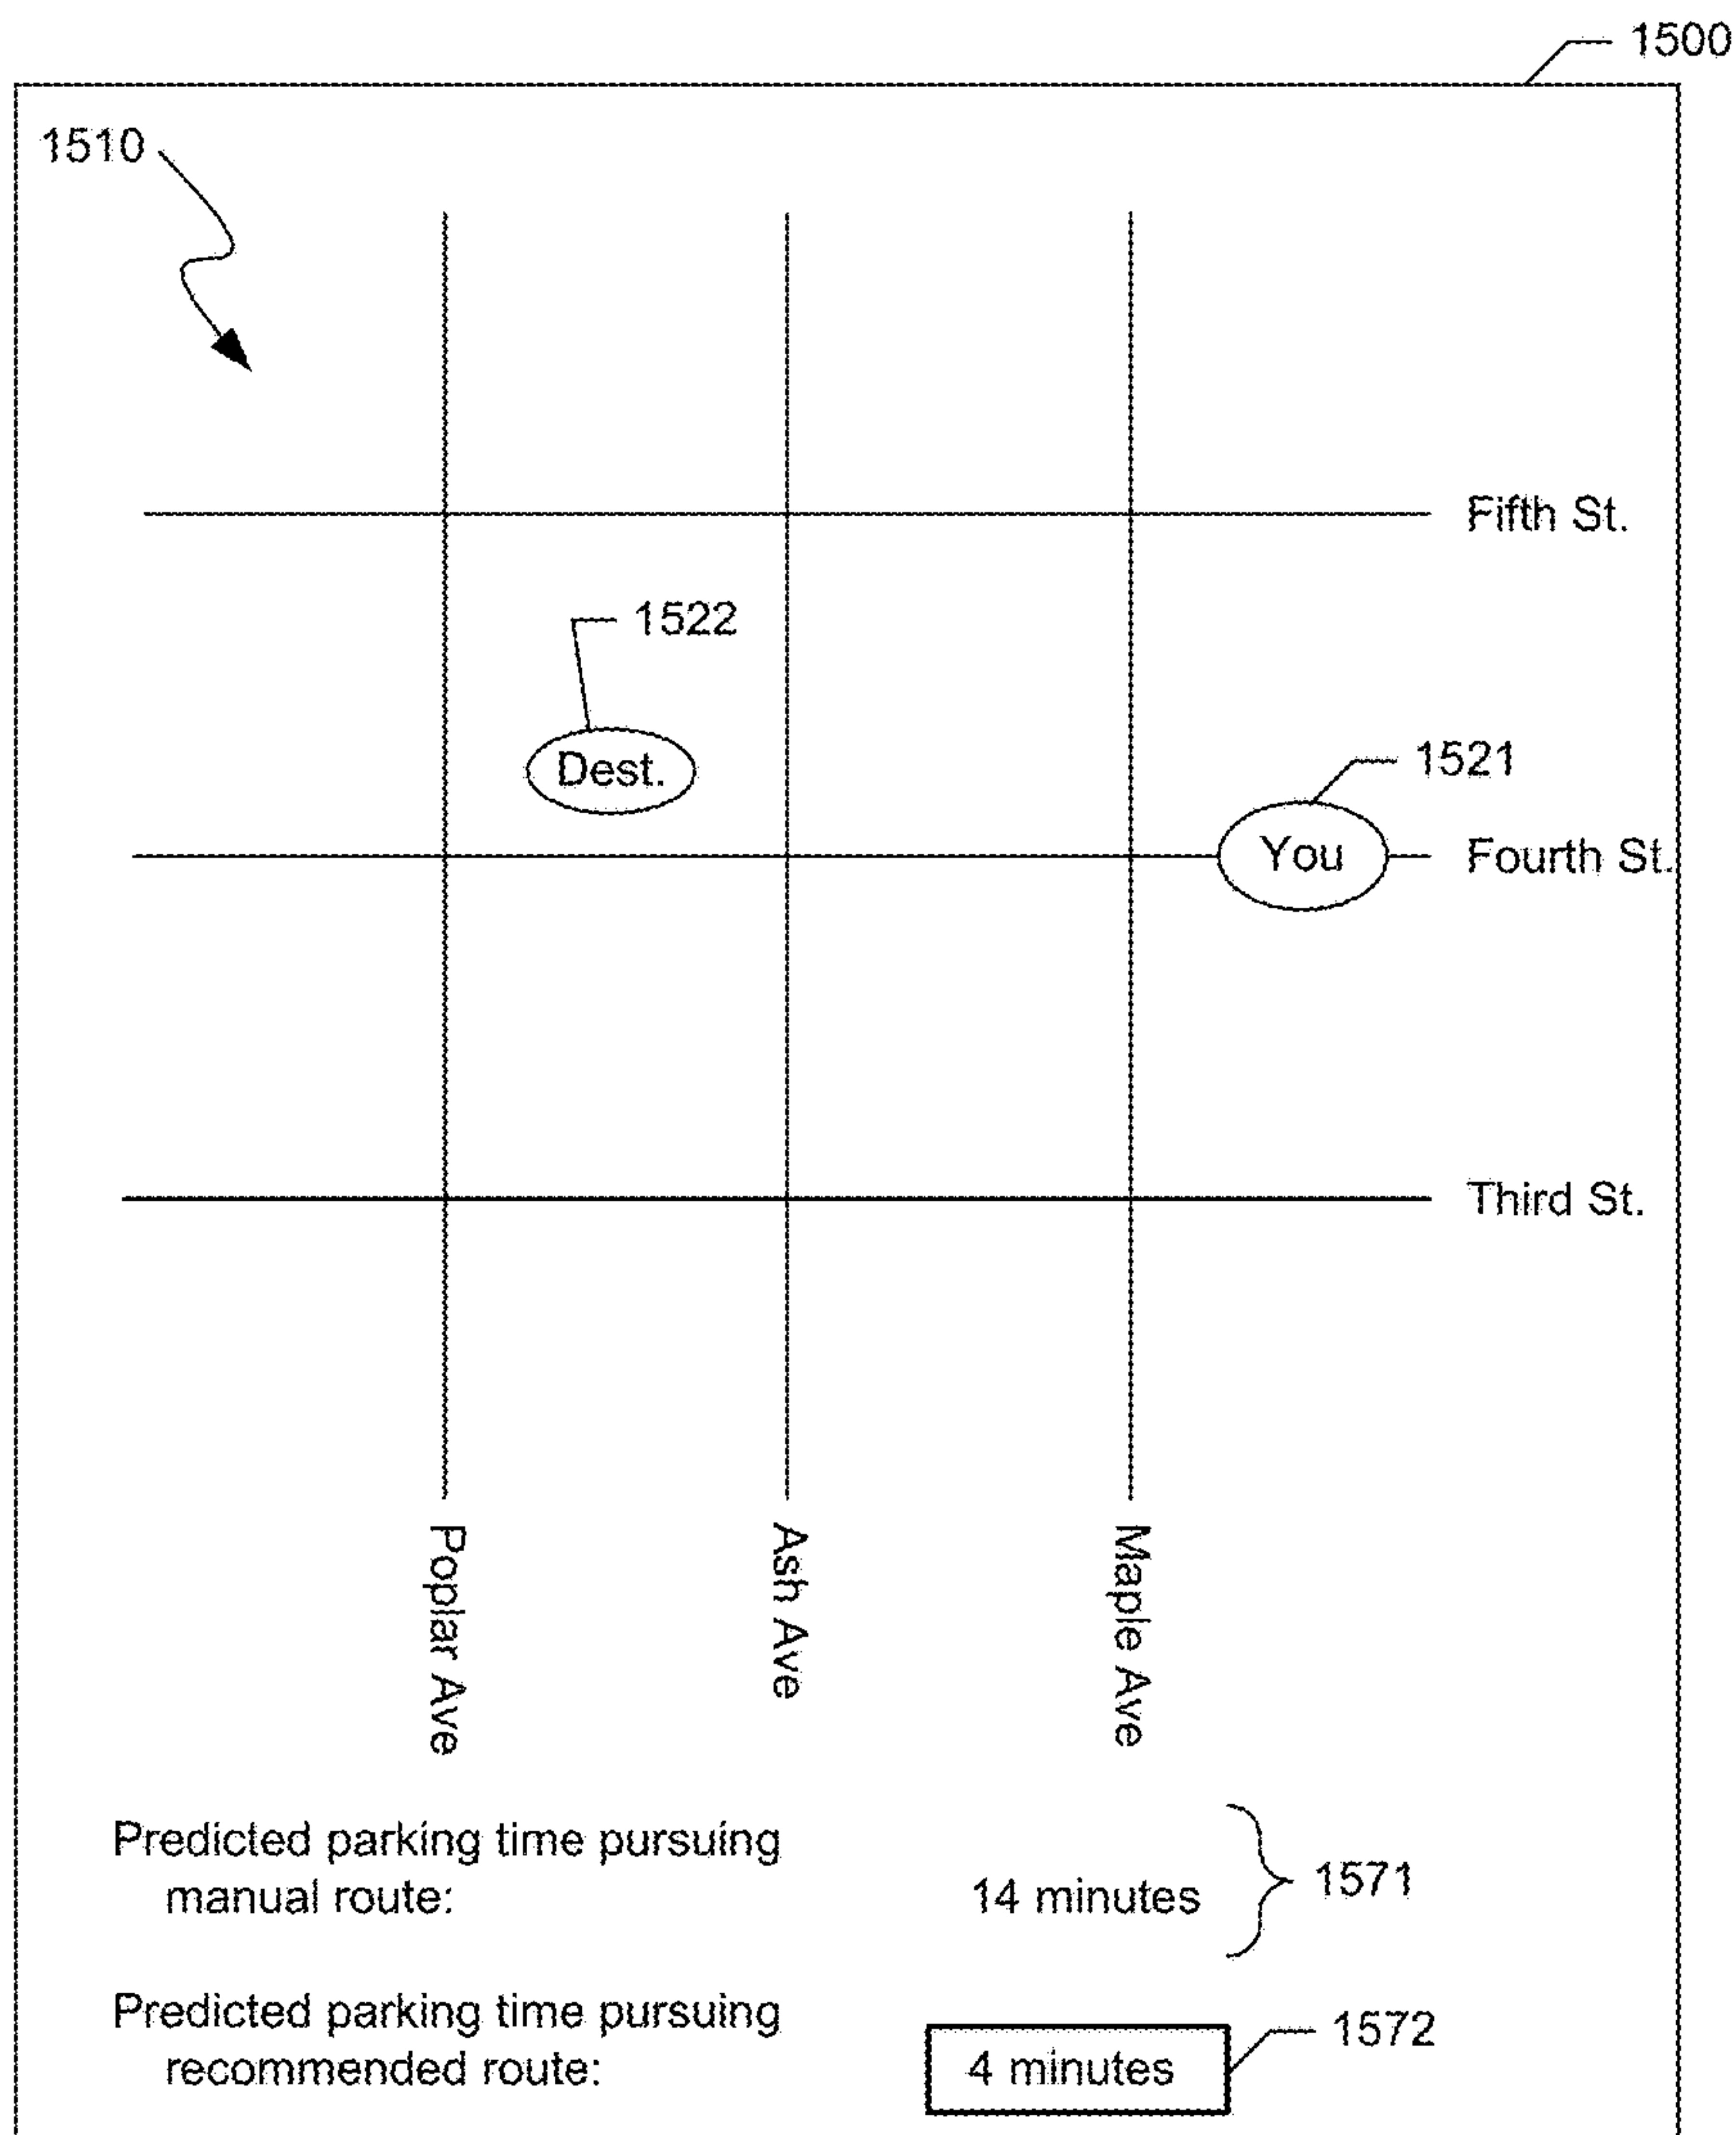 1500
1510
Fifth St.
1522
Dest.
1521
You
Fourth St.
Third St.
Poplar Ave
Ash Ave
Maple Ave
Predicted parking time pursuing
manual route:
14 minutes
1571
Predicted parking time pursuing
recommended route:
4 minutes
1572